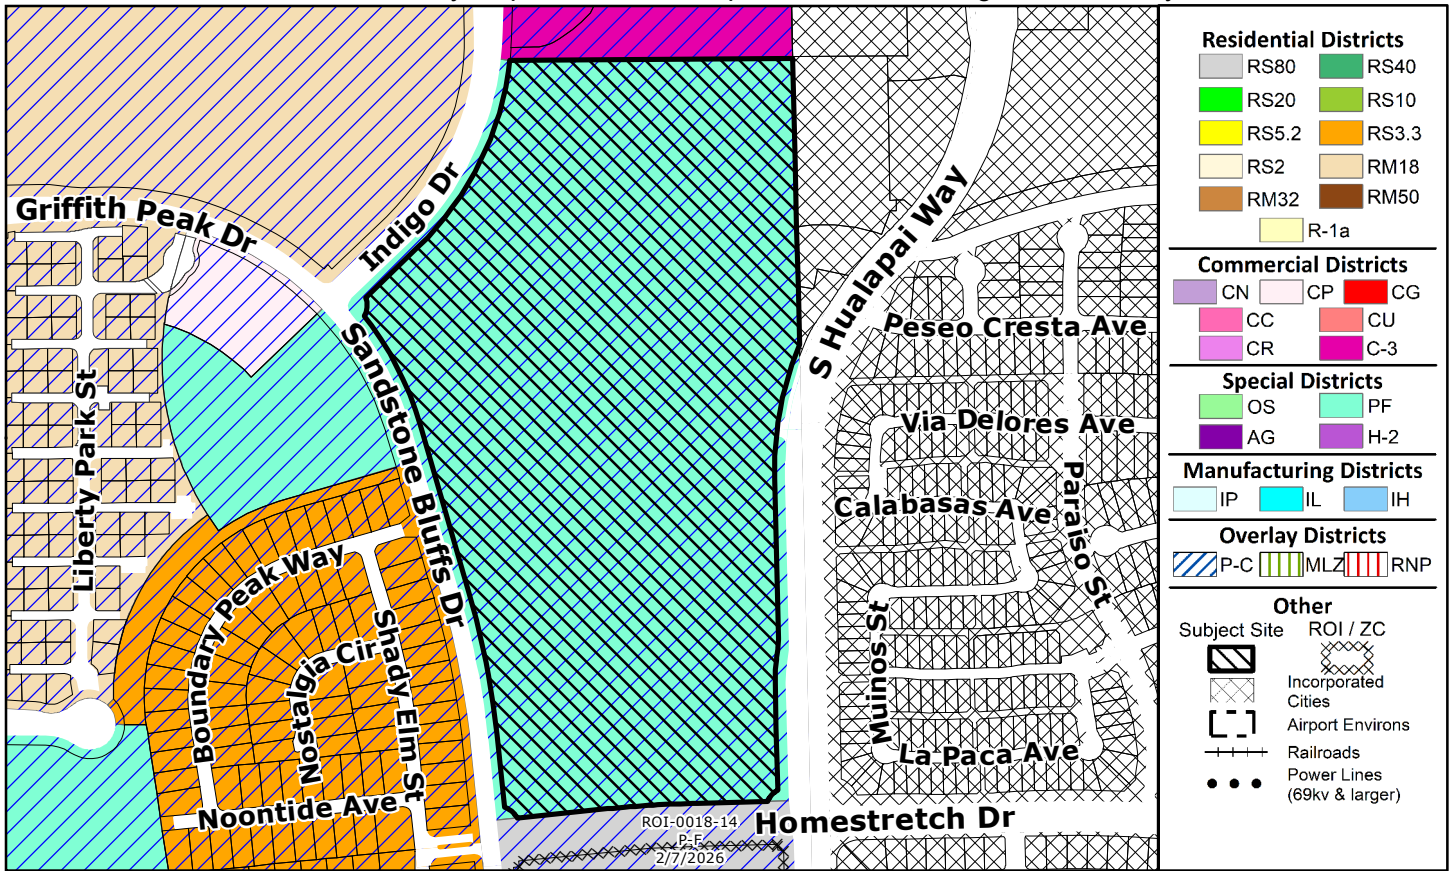 Griffith Peak Dr
Indigo Dr
S Hualapai Way
Peseo Cresta Ave
Sandstone Bluffs Dr
Liberty Park St
Via Delores Ave
Calabasas Ave
Paraiso St
Boundary Peak Way
Shady Elm St
Nostalgia Cir
Muinos St
La Paca Ave
Noontide Ave
Homestretch Dr
ROI-0018-14
P-F
2/7/2026
Residential Districts
RS80 RS40
RS20 RS10
RS5.2 RS3.3
RS2 RM18
RM32 RM50
R-1a
Commercial Districts
CN CP CG
CC CU
CR C-3
Special Districts
OS PF
AG H-2
Manufacturing Districts
IP IL IH
Overlay Districts
P-C MLZ RNP
Other
Subject Site ROI / ZC
Incorporated
Cities
Airport Environs
Railroads
Power Lines
(69kv & larger)